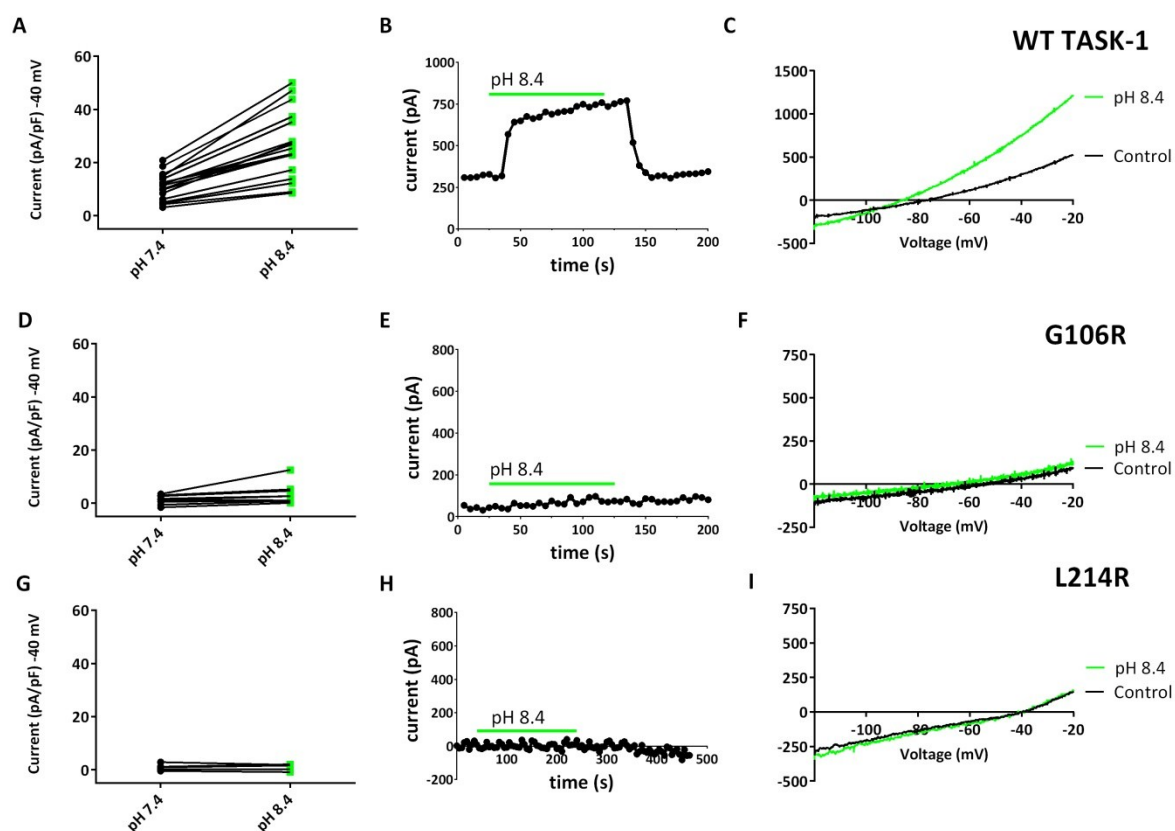 A
Current (pA/pF) -40 mV
60
40
20
0
pH 7.4
pH 8.4
B
current (pA)
1000
750
500
250
0
pH 8.4
0
50
100
150
200
time (s)
C
WT TASK-1
1000
500
0
-500
-100
-80
-60
-40
-20
Voltage (mV)
pH 8.4
Control
D
Current (pA/pF) -40 mV
60
40
20
0
pH 7.4
pH 8.4
E
current (pA)
800
600
400
200
0
pH 8.4
0
50
100
150
200
time (s)
F
G106R
750
500
250
0
-250
-100
-80
-60
-40
-20
Voltage (mV)
pH 8.4
Control
G
Current (pA/pF) -40 mV
60
40
20
0
pH 7.4
pH 8.4
H
current (pA)
800
600
400
200
0
-200
pH 8.4
100
200
300
400
500
time (s)
I
L214R
750
500
250
0
-250
-500
-100
-80
-60
-40
-20
Voltage (mV)
pH 8.4
Control